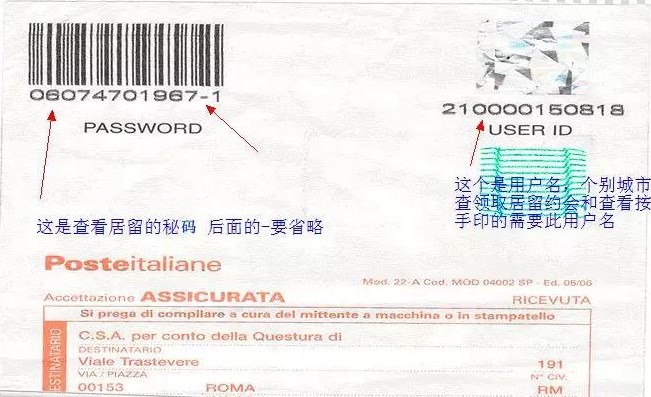 06074701967-1
PASSWORD
210000150818
USER ID
这是查看居留的秘码 后面的-要省略
这个是用户名，个别城市
查领取居留约会和查看按
手印的需要此用户名
Posteitaliane
Mod. 22-A Cod. MOD 04002 SP - Ed. 05/06
Accettazione ASSICURATA
RICEVUTA
Si prega di compilare a cura del mittente a macchina o in stampatello
DESTINATARIO
C.S.A. per conto della Questura di
DESTINATARIO
Viale Trastevere
191
VIA / PIAZZA
N° CIV.
00153
ROMA
RM